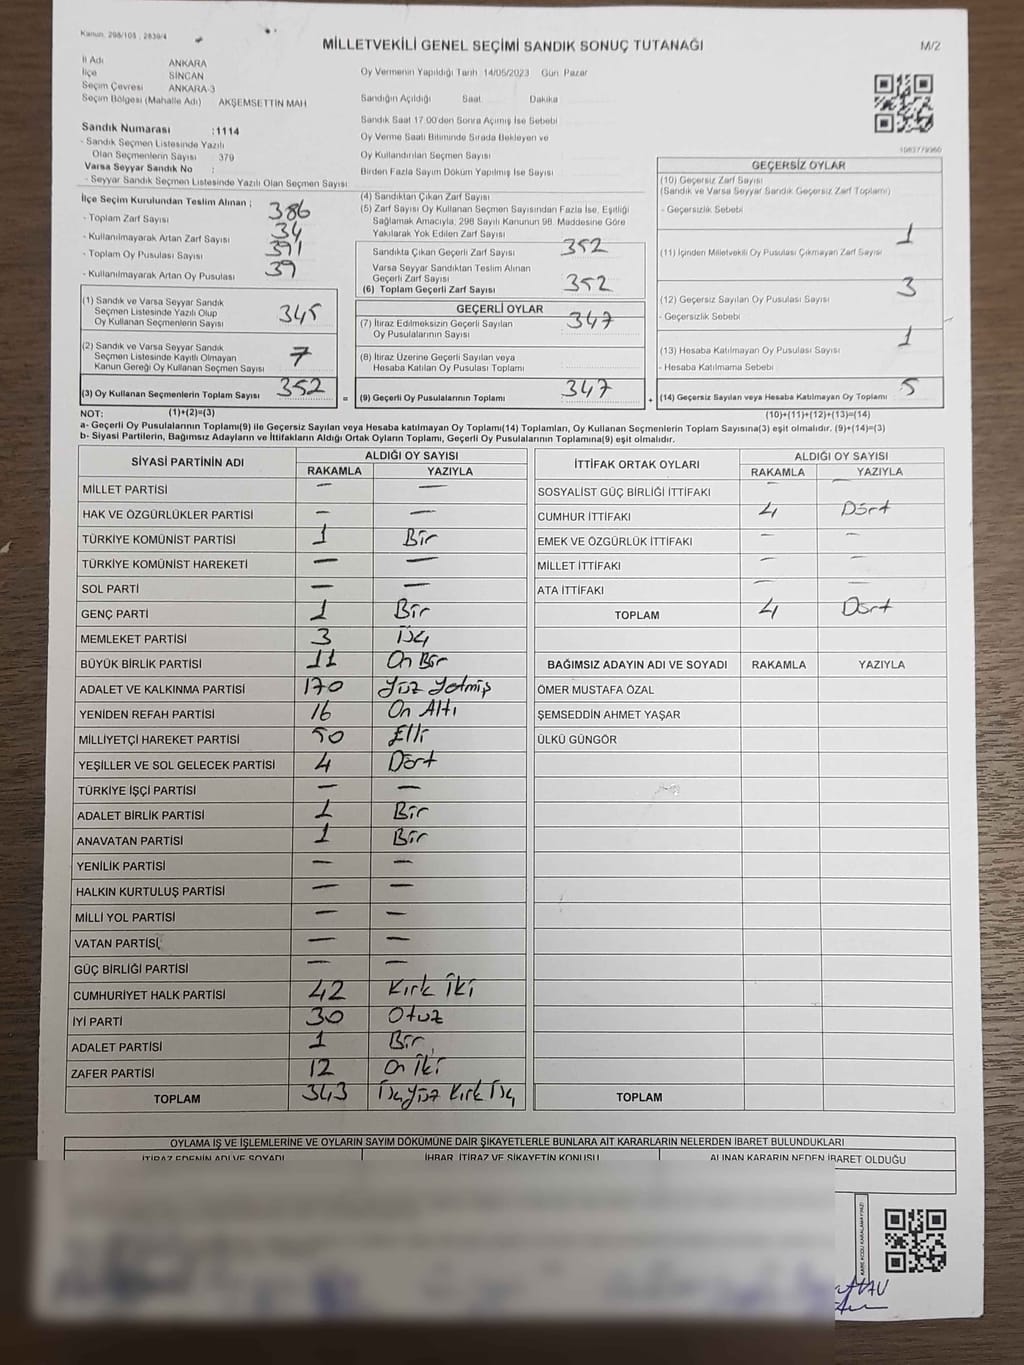 Kanun: 298/105 ; 2839/4
MİLLETVEKİLİ GENEL SEÇİMİ SANDIK SONUÇ TUTANAĞI
M/2
İl Adı ANKARA
İlçe SİNCAN
Seçim Çevresi ANKARA-3
Seçim Bölgesi (Mahalle Adı) AKŞEMSETTİN MAH
Sandık Numarası :1114
- Sandık Seçmen Listesinde Yazılı
Olan Seçmenlerin Sayısı 379
Varsa Seyyar Sandık No :
- Seyyar Sandık Seçmen Listesinde Yazılı Olan Seçmen Sayısı
Oy Vermenin Yapıldığı Tarih 14/05/2023 Gün: Pazar
Sandığın Açıldığı Saat Dakika
Sandık Saat 17:00'den Sonra Açılmış İse Sebebi
Oy Verme Saati Bitiminde Sırada Bekleyen ve
Oy Kullandırılan Seçmen Sayısı
Birden Fazla Sayım Döküm Yapılmış İse Sayısı
İlçe Seçim Kurulundan Teslim Alınan ;
- Toplam Zarf Sayısı 386
- Kullanılmayarak Artan Zarf Sayısı 34
- Toplam Oy Pusulası Sayısı 391
- Kullanılmayarak Artan Oy Pusulası 39
(1) Sandık ve Varsa Seyyar Sandık
Seçmen Listesinde Yazılı Olup
Oy Kullanan Seçmenlerin Sayısı 345
(2) Sandık ve Varsa Seyyar Sandık
Seçmen Listesinde Kayıtlı Olmayan
Kanun Gereği Oy Kullanan Seçmen Sayısı 7
(3) Oy Kullanan Seçmenlerin Toplam Sayısı 352 =
(4) Sandıktan Çıkan Zarf Sayısı
(5) Zarf Sayısı Oy Kullanan Seçmen Sayısından Fazla İse, Eşitliği
Sağlamak Amacıyla, 298 Sayılı Kanunun 98. Maddesine Göre
Yakılarak Yok Edilen Zarf Sayısı
Sandıkta Çıkan Geçerli Zarf Sayısı 352
Varsa Seyyar Sandıktan Teslim Alınan
Geçerli Zarf Sayısı
(6) Toplam Geçerli Zarf Sayısı 352
GEÇERLİ OYLAR
(7) İtiraz Edilmeksizin Geçerli Sayılan
Oy Pusulalarının Sayısı 347
(8) İtiraz Üzerine Geçerli Sayılan veya
Hesaba Katılan Oy Pusulası Toplamı
(9) Geçerli Oy Pusulalarının Toplamı 347 +
1083779960
GEÇERSİZ OYLAR
(10) Geçersiz Zarf Sayısı
(Sandık ve Varsa Seyyar Sandık Geçersiz Zarf Toplamı)
- Geçersizlik Sebebi
(11) İçinden Milletvekili Oy Pusulası Çıkmayan Zarf Sayısı 1
(12) Geçersiz Sayılan Oy Pusulası Sayısı 3
- Geçersizlik Sebebi
(13) Hesaba Katılmayan Oy Pusulası Sayısı 1
- Hesaba Katılmama Sebebi
(14) Geçersiz Sayılan veya Hesaba Katılmayan Oy Toplamı 5
NOT: (1)+(2)=(3) (10)+(11)+(12)+(13)=(14)
a- Geçerli Oy Pusulalarının Toplamı(9) ile Geçersiz Sayılan veya Hesaba katılmayan Oy Toplamı(14) Toplamları, Oy Kullanan Seçmenlerin Toplam Sayısına(3) eşit olmalıdır. (9)+(14)=(3)
b- Siyasi Partilerin, Bağımsız Adayların ve İttifakların Aldığı Ortak Oyların Toplamı, Geçerli Oy Pusulalarının Toplamına(9) eşit olmalıdır.
SİYASİ PARTİNİN ADI ALDIĞI OY SAYISI
RAKAMLA YAZIYLA
MİLLET PARTİSİ — —
HAK VE ÖZGÜRLÜKLER PARTİSİ — —
TÜRKİYE KOMÜNİST PARTİSİ 1 Bir
TÜRKİYE KOMÜNİST HAREKETİ — —
SOL PARTİ — —
GENÇ PARTİ 1 Bir
MEMLEKET PARTİSİ 3 Üç
BÜYÜK BİRLİK PARTİSİ 11 On Bir
ADALET VE KALKINMA PARTİSİ 170 Yüz Yetmiş
YENİDEN REFAH PARTİSİ 16 On Altı
MİLLİYETÇİ HAREKET PARTİSİ 50 Elli
YEŞİLLER VE SOL GELECEK PARTİSİ 4 Dört
TÜRKİYE İŞÇİ PARTİSİ — —
ADALET BİRLİK PARTİSİ 1 Bir
ANAVATAN PARTİSİ 1 Bir
YENİLİK PARTİSİ — —
HALKIN KURTULUŞ PARTİSİ — —
MİLLİ YOL PARTİSİ — —
VATAN PARTİSİ — —
GÜÇ BİRLİĞİ PARTİSİ — —
CUMHURİYET HALK PARTİSİ 42 Kırk İki
İYİ PARTİ 30 Otuz
ADALET PARTİSİ 1 Bir
ZAFER PARTİSİ 12 On İki
TOPLAM 343 Üçyüz Kırk Üç
İTTİFAK ORTAK OYLARI ALDIĞI OY SAYISI
RAKAMLA YAZIYLA
SOSYALİST GÜÇ BİRLİĞİ İTTİFAKI — —
CUMHUR İTTİFAKI 4 Dört
EMEK VE ÖZGÜRLÜK İTTİFAKI — —
MİLLET İTTİFAKI — —
ATA İTTİFAKI — —
TOPLAM 4 Dört
BAĞIMSIZ ADAYIN ADI VE SOYADI RAKAMLA YAZIYLA
ÖMER MUSTAFA ÖZAL
ŞEMSEDDİN AHMET YAŞAR
ÜLKÜ GÜNGÖR
TOPLAM
OYLAMA İŞ VE İŞLEMLERİNE VE OYLARIN SAYIM DÖKÜMÜNE DAİR ŞİKAYETLERLE BUNLARA AİT KARARLARIN NELERDEN İBARET BULUNDUKLARI
İTİRAZ EDENİN ADI VE SOYADI İHBAR, İTİRAZ VE ŞİKAYETİN KONUSU ALINAN KARARIN NEDEN İBARET OLDUĞU
KARE KODU KARALAMAYINIZ!